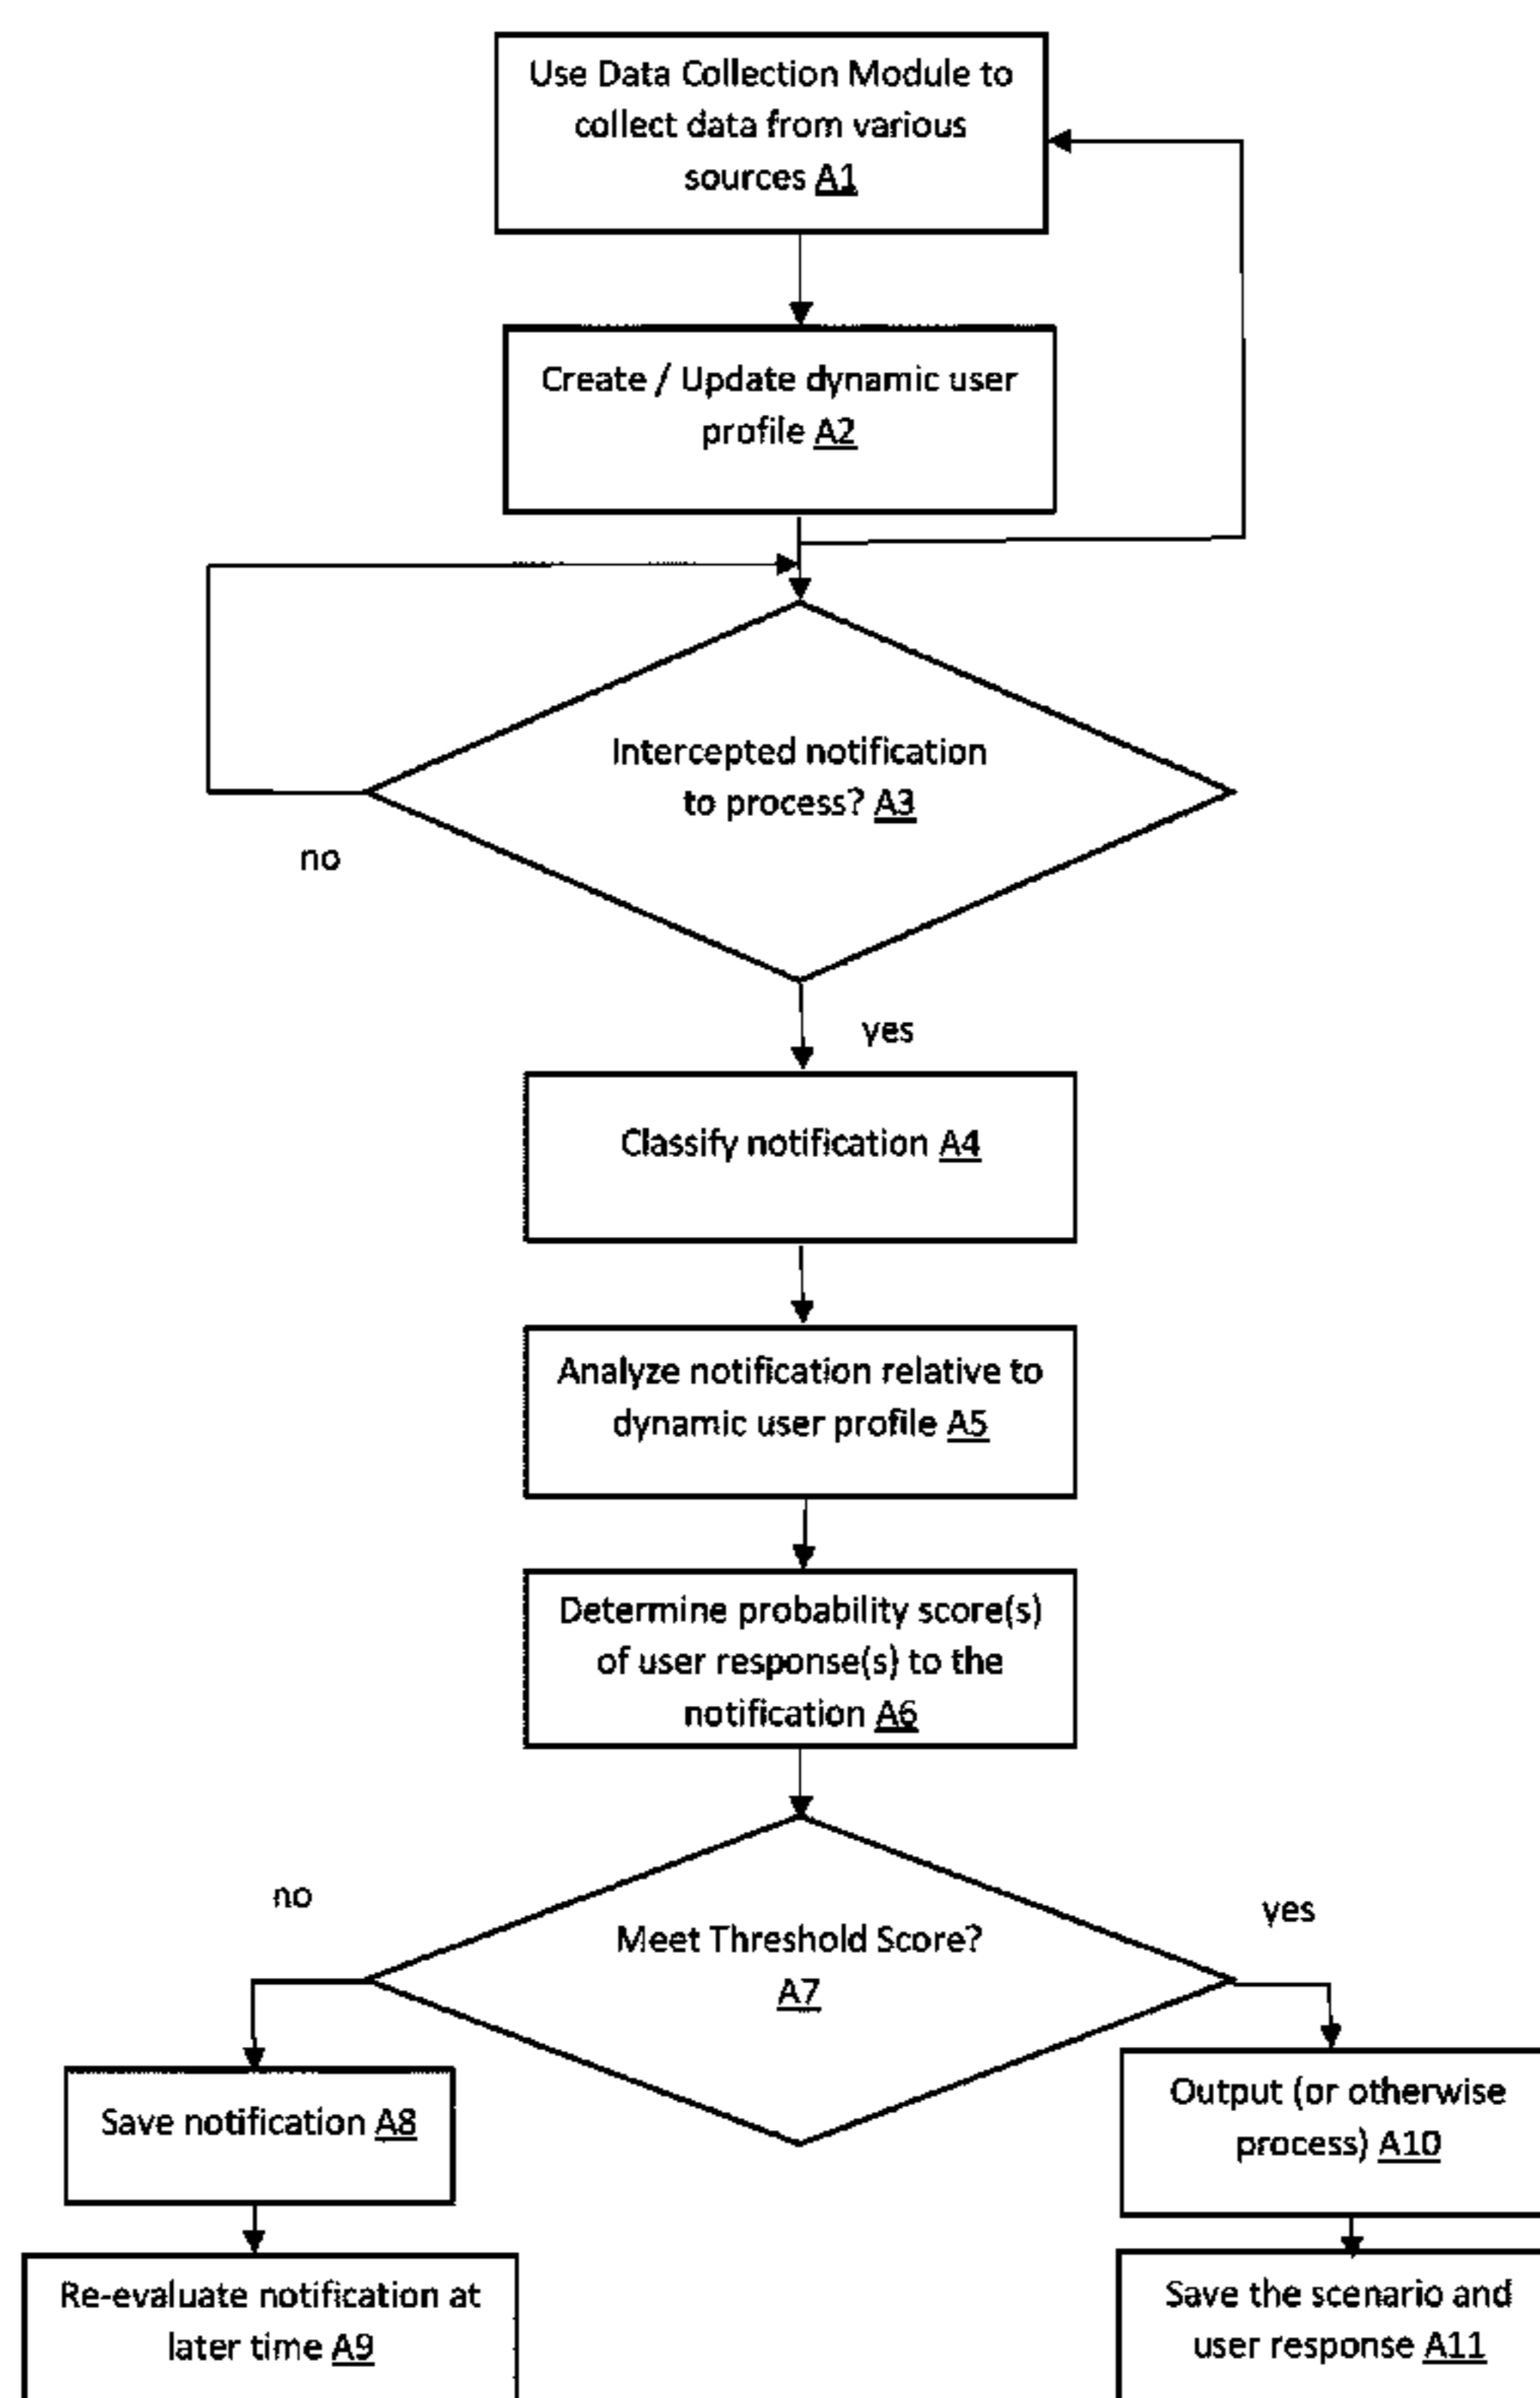 Use Data Collection Module to
collect data from various
sources A1
Create / Update dynamic user
profile A2
Intercepted notification
to process? A3
no
yes
Classify notification A4
Analyze notification relative to
dynamic user profile A5
Determine probability score(s)
of user response(s) to the
notification A6
no
yes
Meet Threshold Score?
A7
Save notification A8
Output (or otherwise
process) A10
Re-evaluate notification at
later time A9
Save the scenario and
user response A11